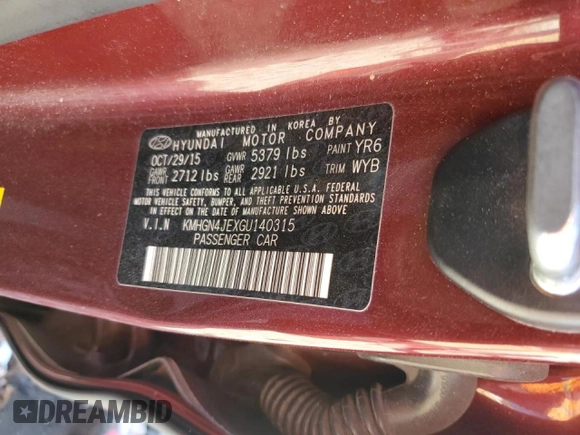 MANUFACTURED IN KOREA BY
HYUNDAI MOTOR COMPANY
OCT/29/15 GVWR 5379 lbs PAINT YR6
GAWR FRONT 2712 lbs GAWR REAR 2921 lbs TRIM WYB
THIS VEHICLE CONFORMS TO ALL APPLICABLE U.S.A. FEDERAL
MOTOR VEHICLE SAFETY, BUMPER, AND THEFT PREVENTION
STANDARDS IN EFFECT ON THE DATE OF MANUFACTURE
SHOWN ABOVE.
V.I.N KMHGN4JEXGU140315
PASSENGER CAR
DREAMBID